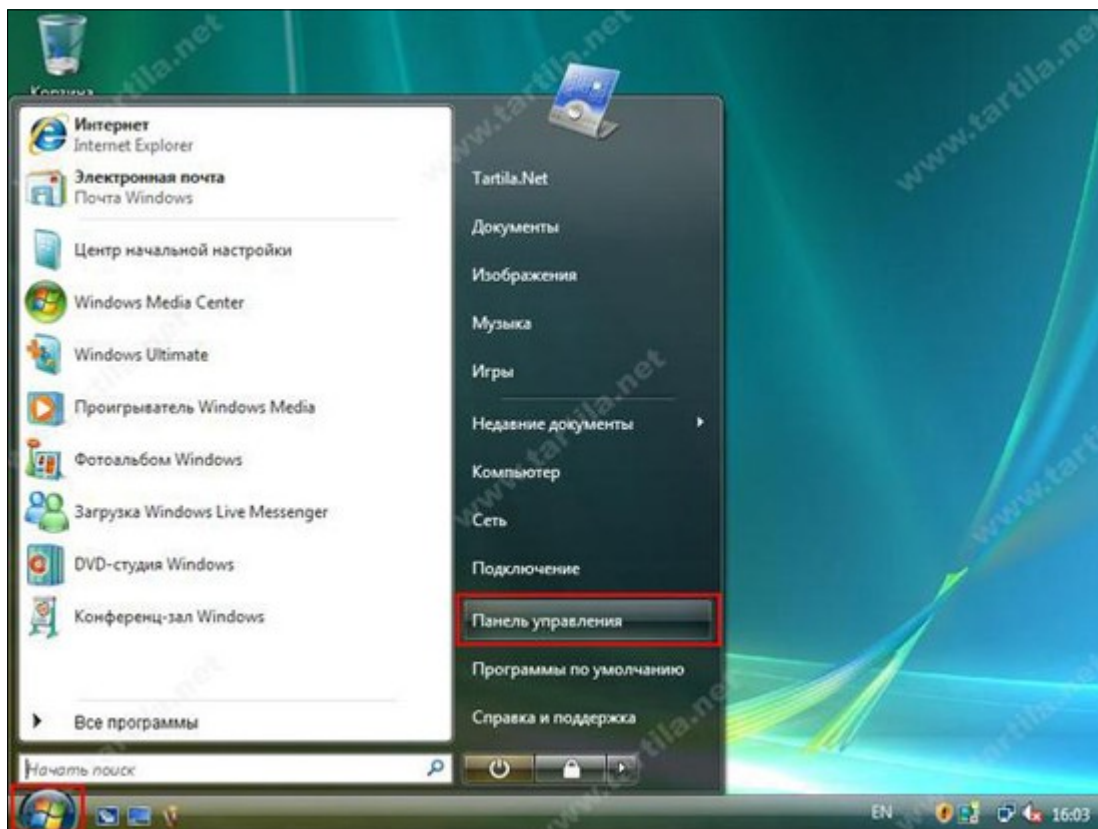 Корзина
Интернет
Internet Explorer
Электронная почта
Почта Windows
Центр начальной настройки
Windows Media Center
Windows Ultimate
Проигрыватель Windows Media
Фотоальбом Windows
Загрузка Windows Live Messenger
DVD-студия Windows
Конференц-зал Windows
Все программы
Начать поиск
Tartila.Net
Документы
Изображения
Музыка
Игры
Недавние документы
Компьютер
Сеть
Подключение
Панель управления
Программы по умолчанию
Справка и поддержка
EN
16:03
www.tartila.net